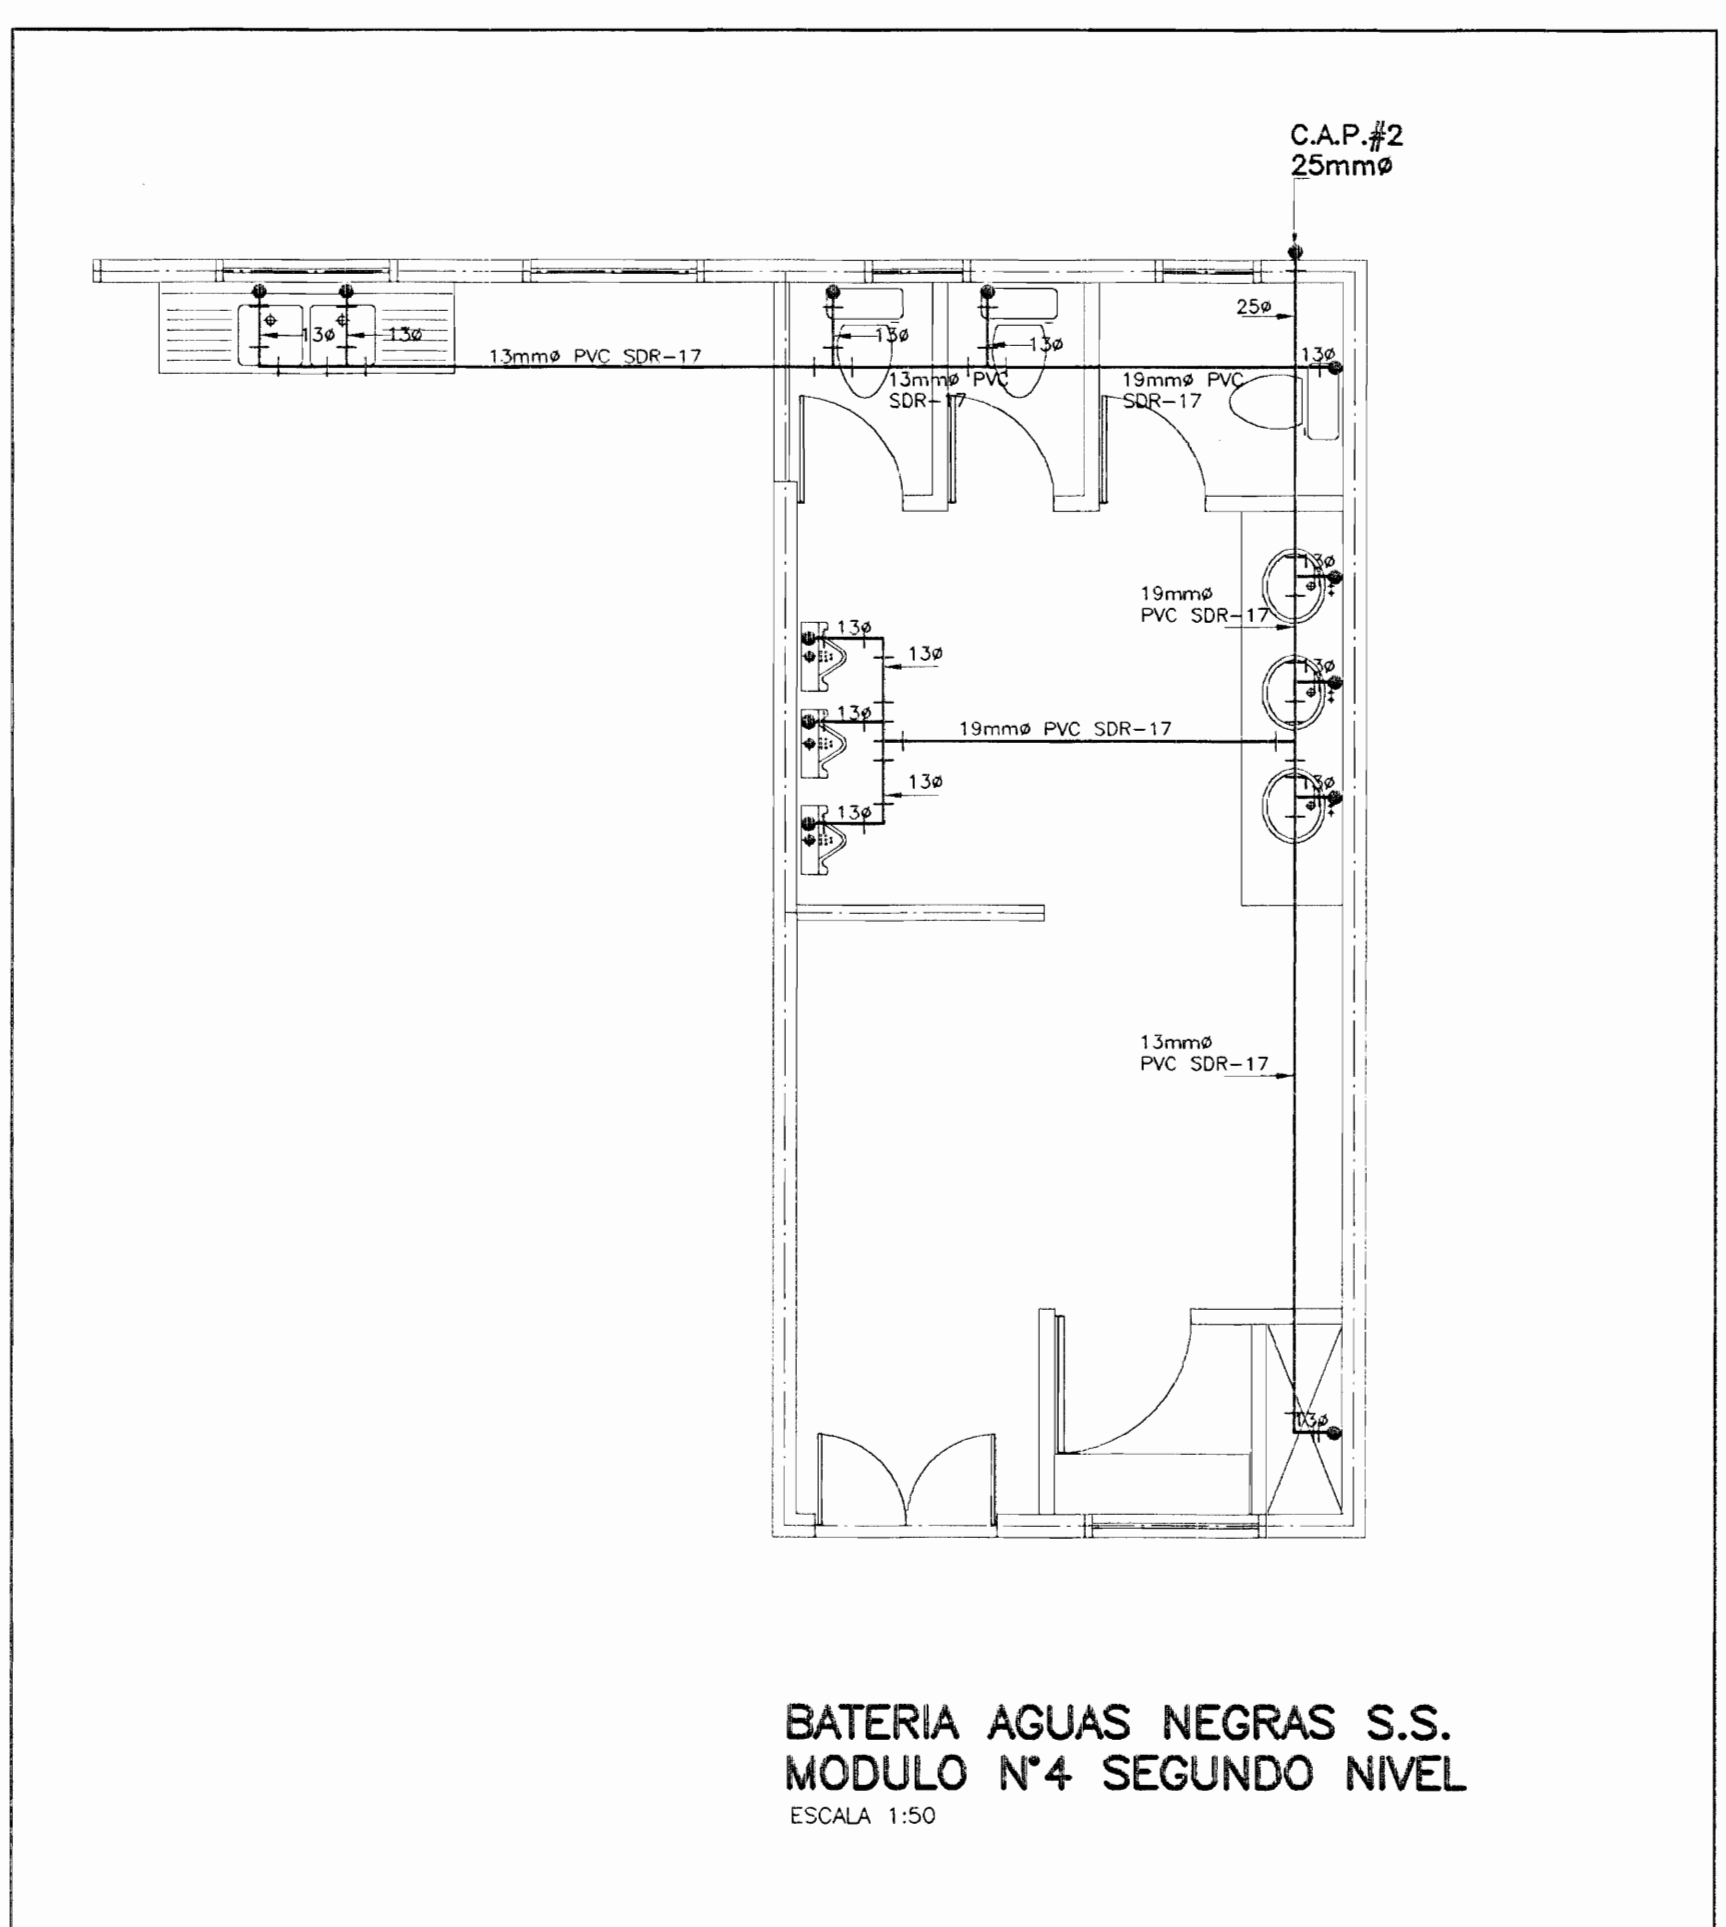 C.A.P.#2
25mmø
25ø
13ø
13ø
13ø
13ø
13ø
13mmø PVC SDR-17
13mmø PVC
SDR-17
19mmø PVC
SDR-17
13ø
19mmø
PVC SDR-17
13ø
13ø
13ø
13ø
19mmø PVC SDR-17
13ø
13ø
13ø
13mmø
PVC SDR-17
13ø
BATERIA AGUAS NEGRAS S.S.
MODULO N°4 SEGUNDO NIVEL
ESCALA 1:50